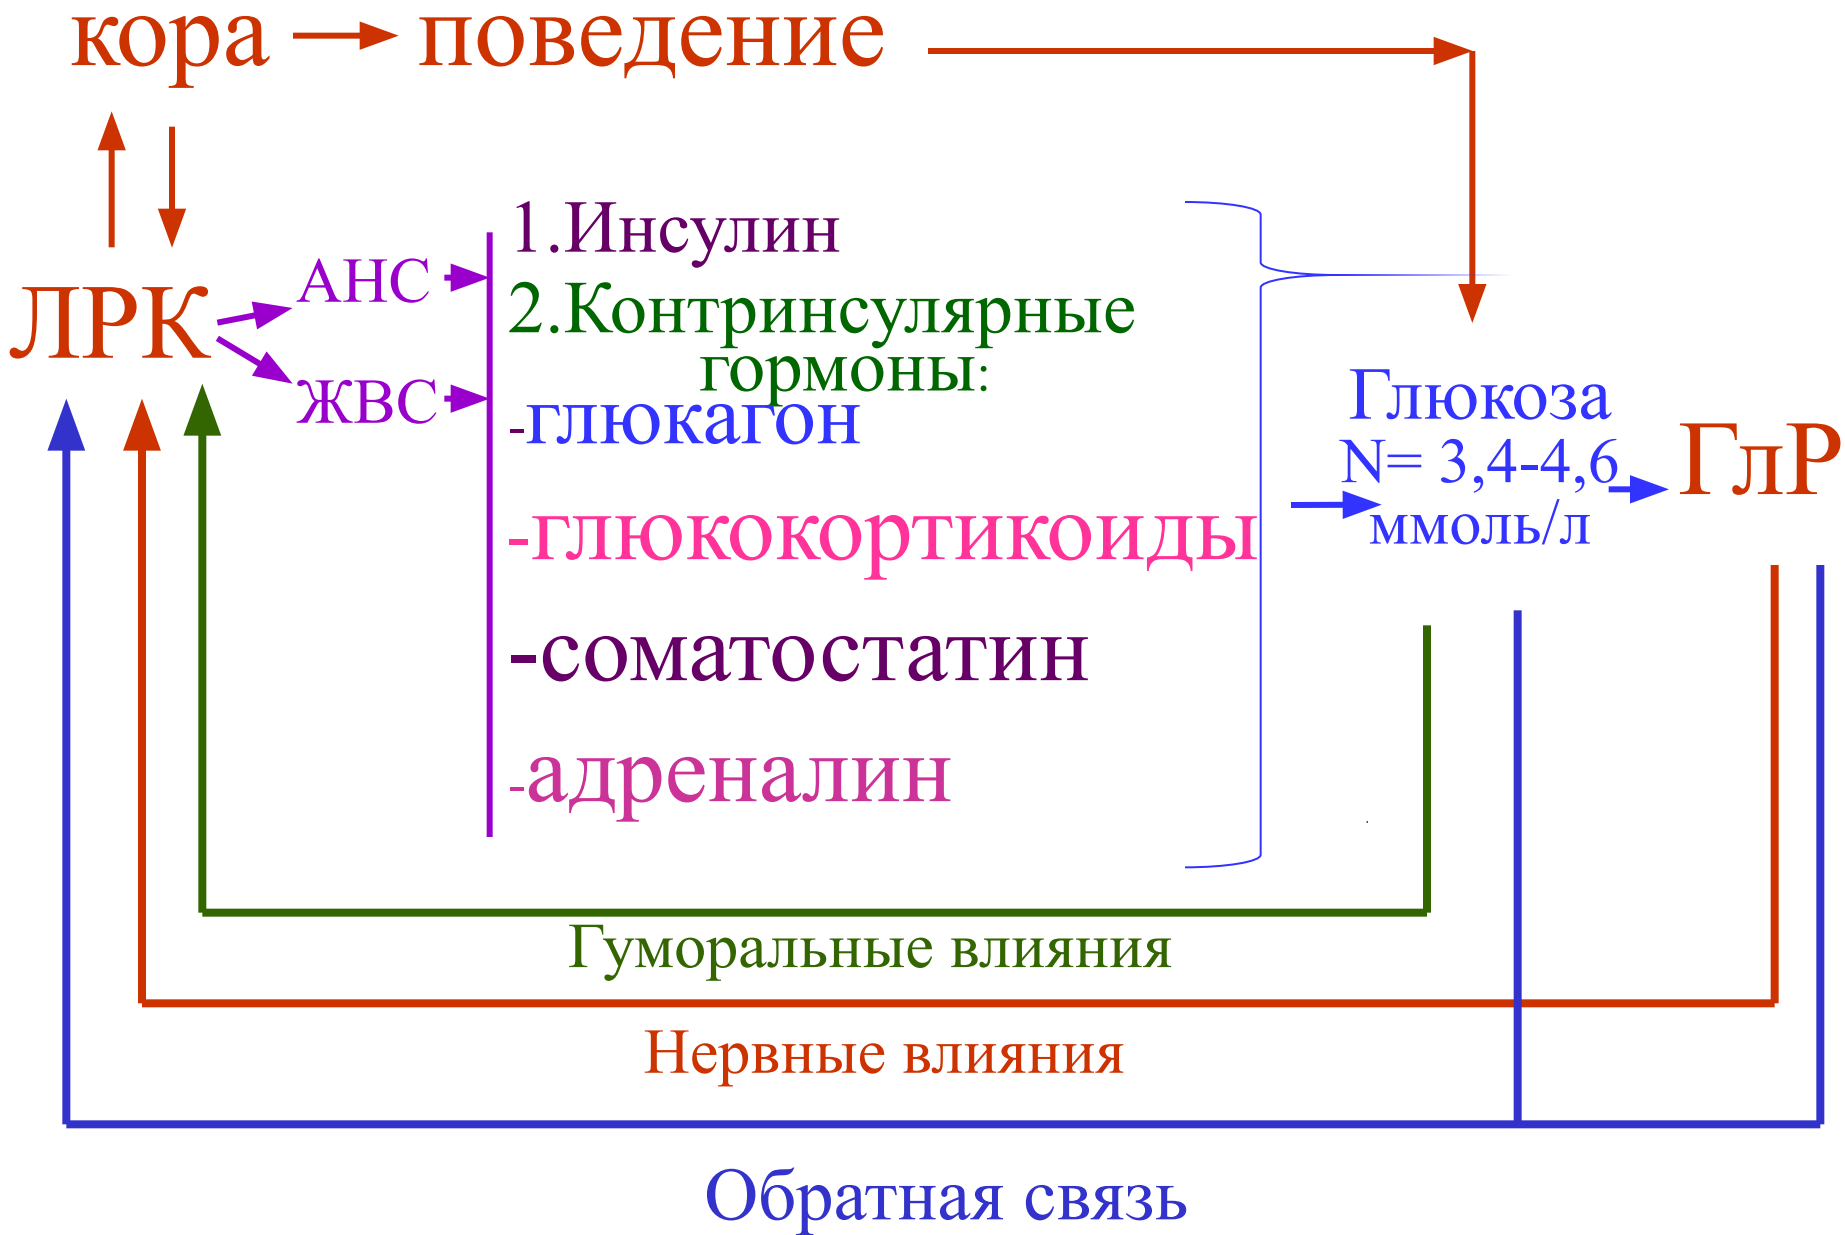 кора
поведение
1.Инсулин
АНС
2.Контринсулярные
ЛРК
гормоны:
ЖВС
-глюкагон
Глюкоза
N= 3,4-4,6
ГлР
ммоль/л
-глюкокортикоиды
-соматостатин
-адреналин
Гуморальные влияния
Нервные влияния
Обратная связь